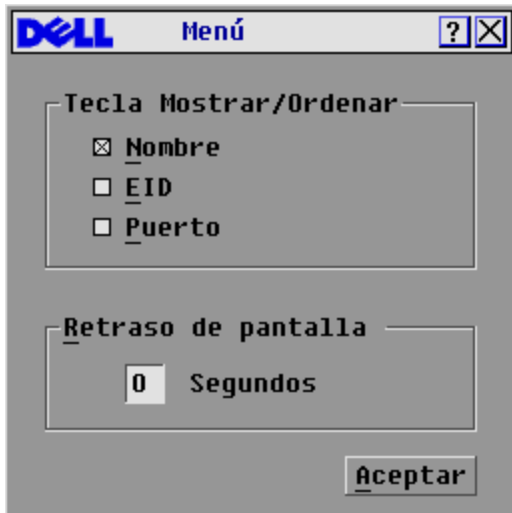 DELL Menú ?
Tecla Mostrar/Ordenar
Nombre
EID
Puerto
Retraso de pantalla
0 Segundos
Aceptar